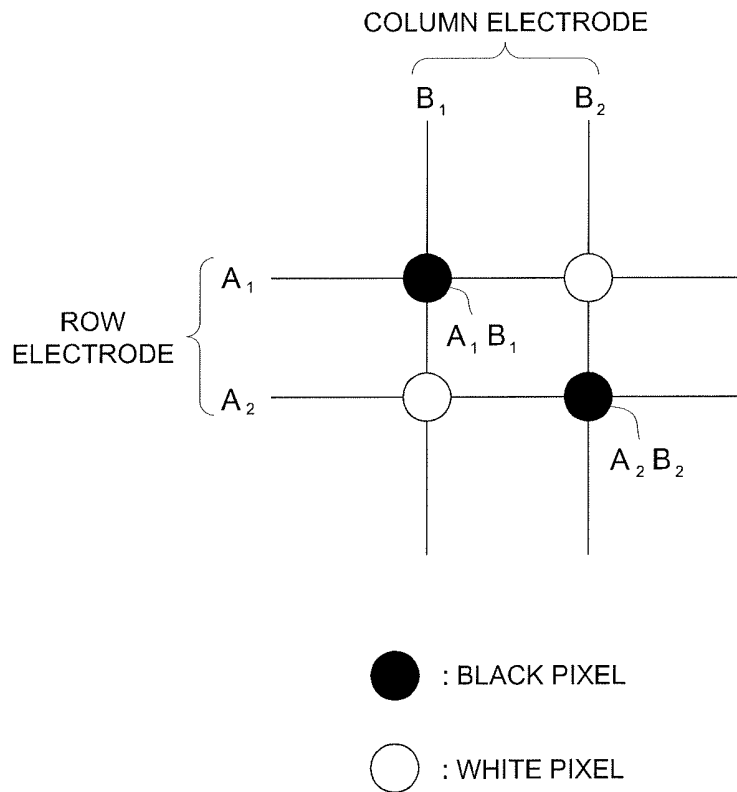 COLUMN ELECTRODE
B₁ B₂
A₁
ROW
ELECTRODE
A₁ B₁
A₂
A₂ B₂
: BLACK PIXEL
: WHITE PIXEL